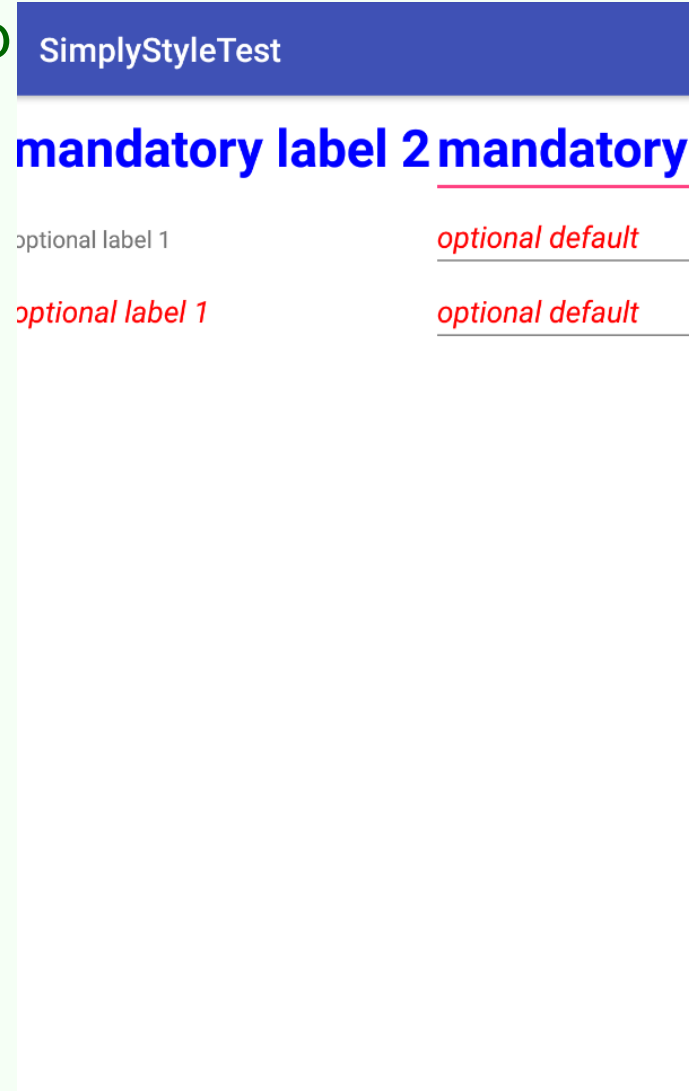 SimplyStyleTest
mandatory label 2 mandatory
optional label 1 optional default
optional label 1 optional default